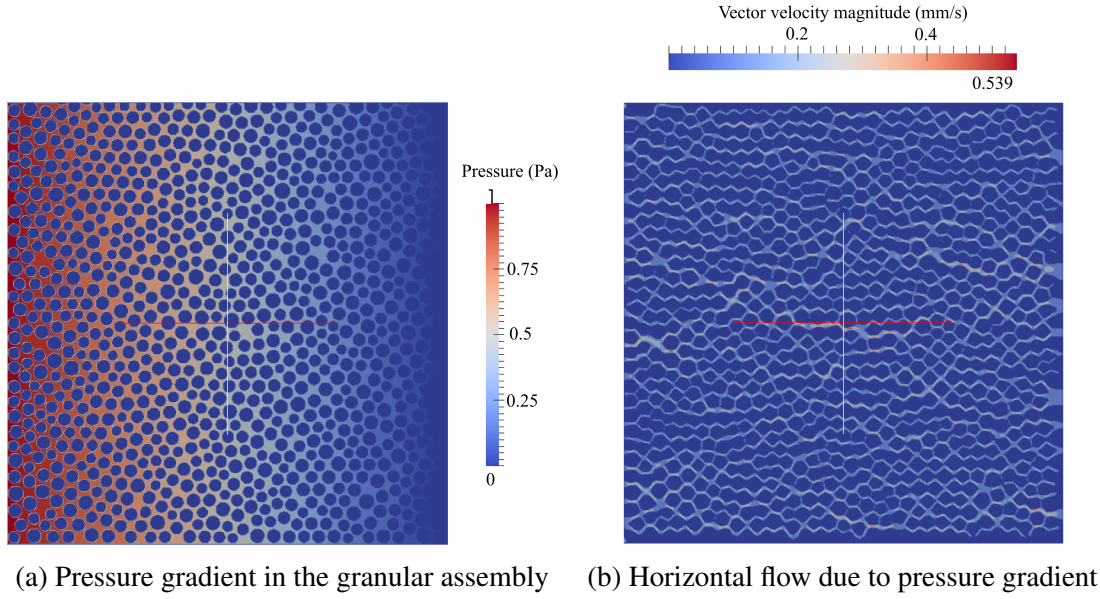 Vector velocity magnitude (mm/s)
0.2 0.4
0.539
Pressure (Pa)
1
0.75
0.5
0.25
0
(a) Pressure gradient in the granular assembly
(b) Horizontal flow due to pressure gradient